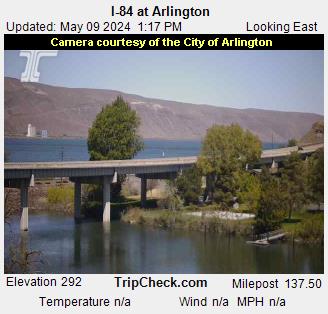 I-84 at Arlington
Updated: May 09 2024 1:17 PM Looking East
Camera courtesy of the City of Arlington
Elevation 292 TripCheck.com Milepost 137.50
Temperature n/a Wind n/a MPH n/a